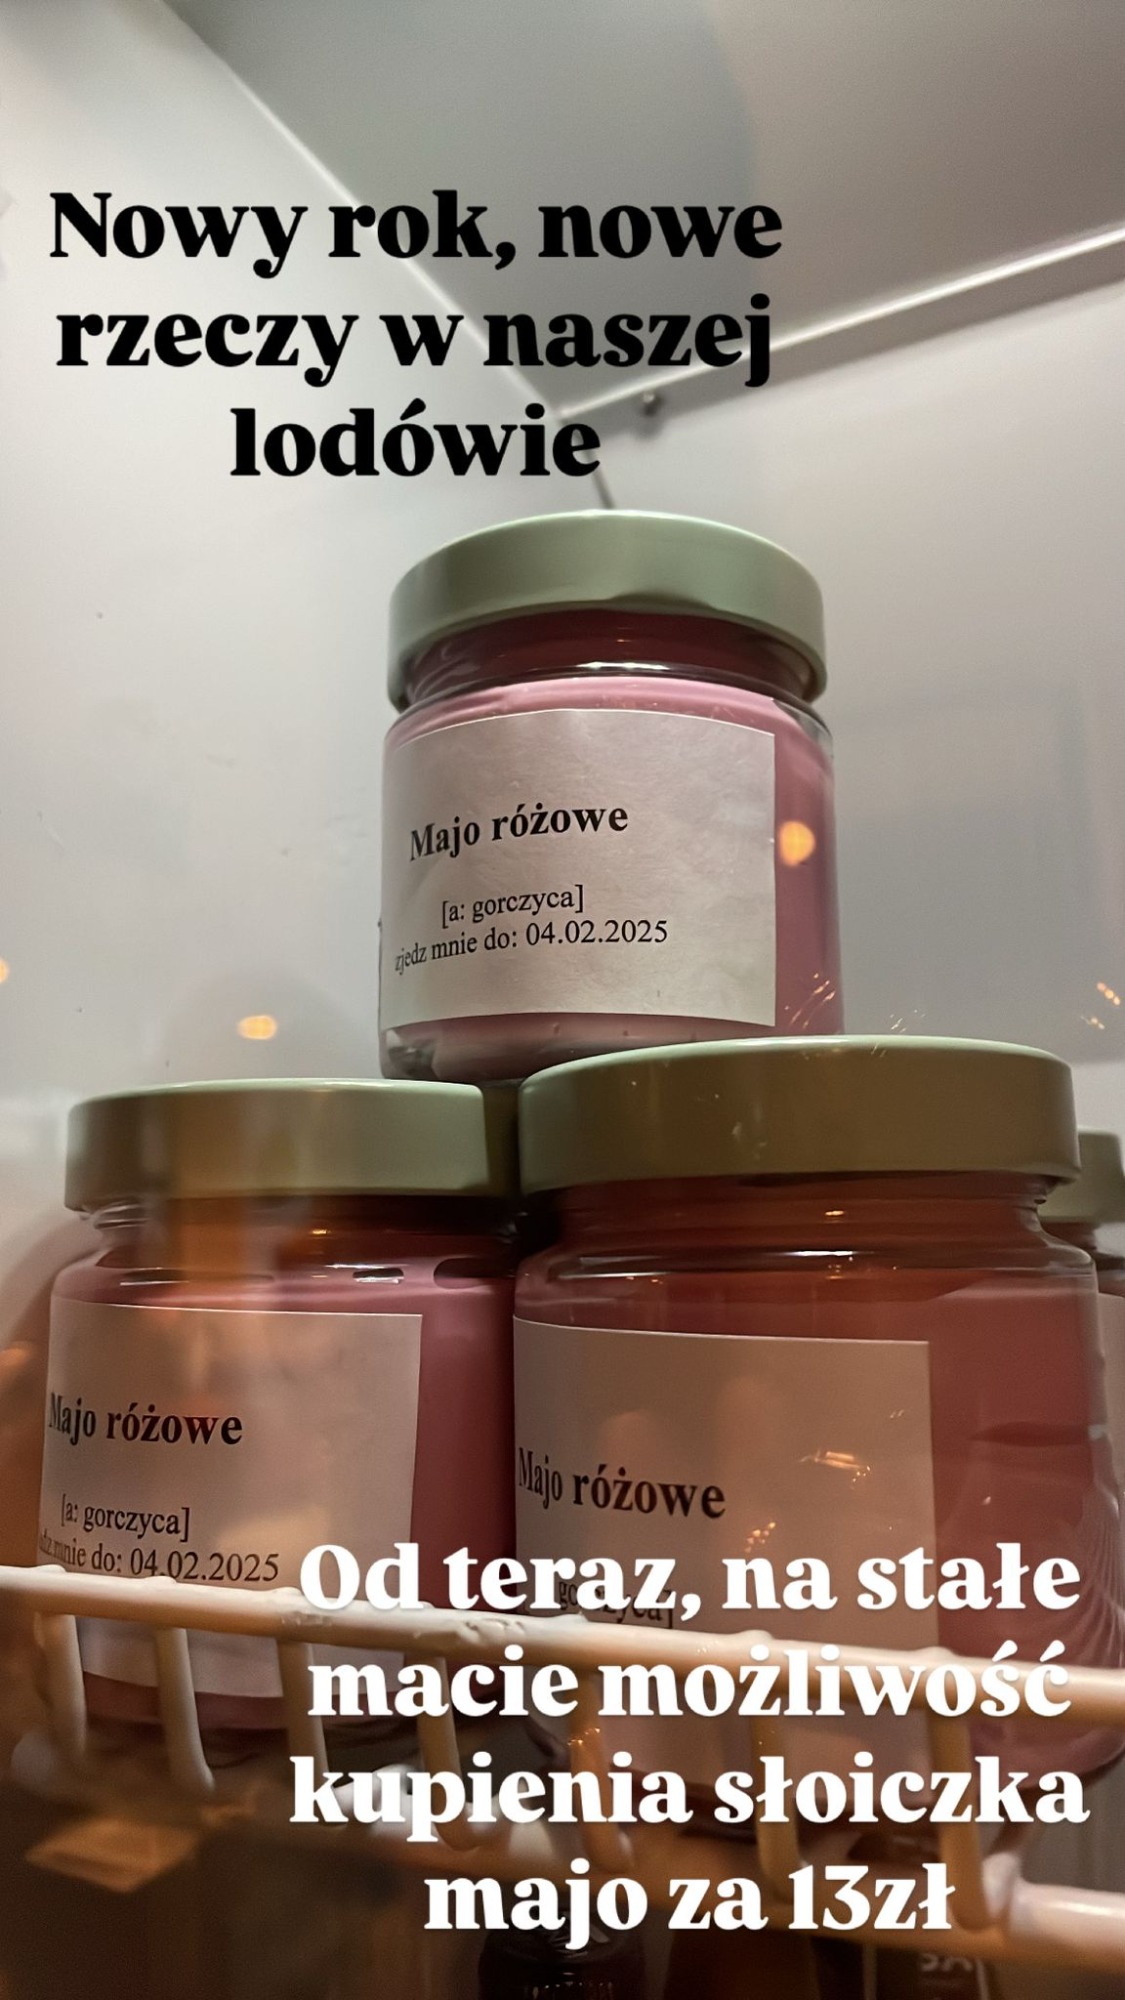 Nowy rok, nowe
rzeczy w naszej
lodówie
Majo różowe
[a: gorczyca]
zjedz mnie do: 04.02.2025
Majo różowe
[a: gorczyca]
mnie do: 04.02.2025
Majo różowe
Od teraz, na stałe
macie możliwość
kupienia słoiczka
majo za 13zł